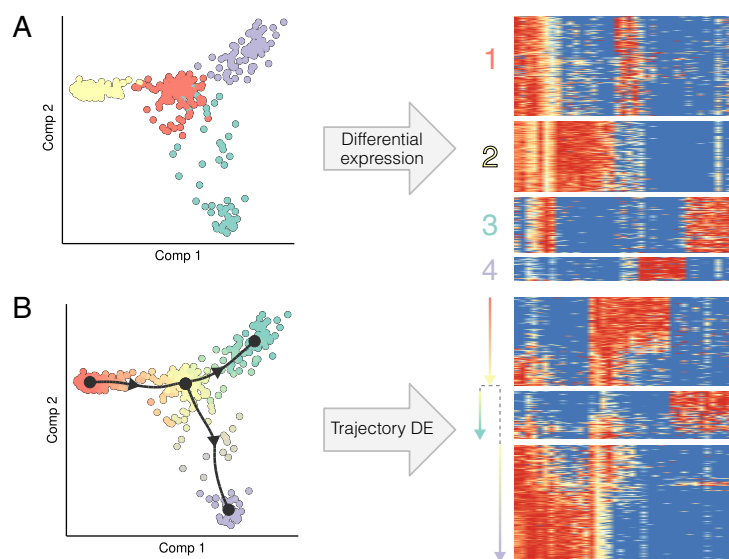 A
Comp 2
Comp 1
Differential
expression
1
2
3
4
B
Comp 2
Comp 1
Trajectory DE